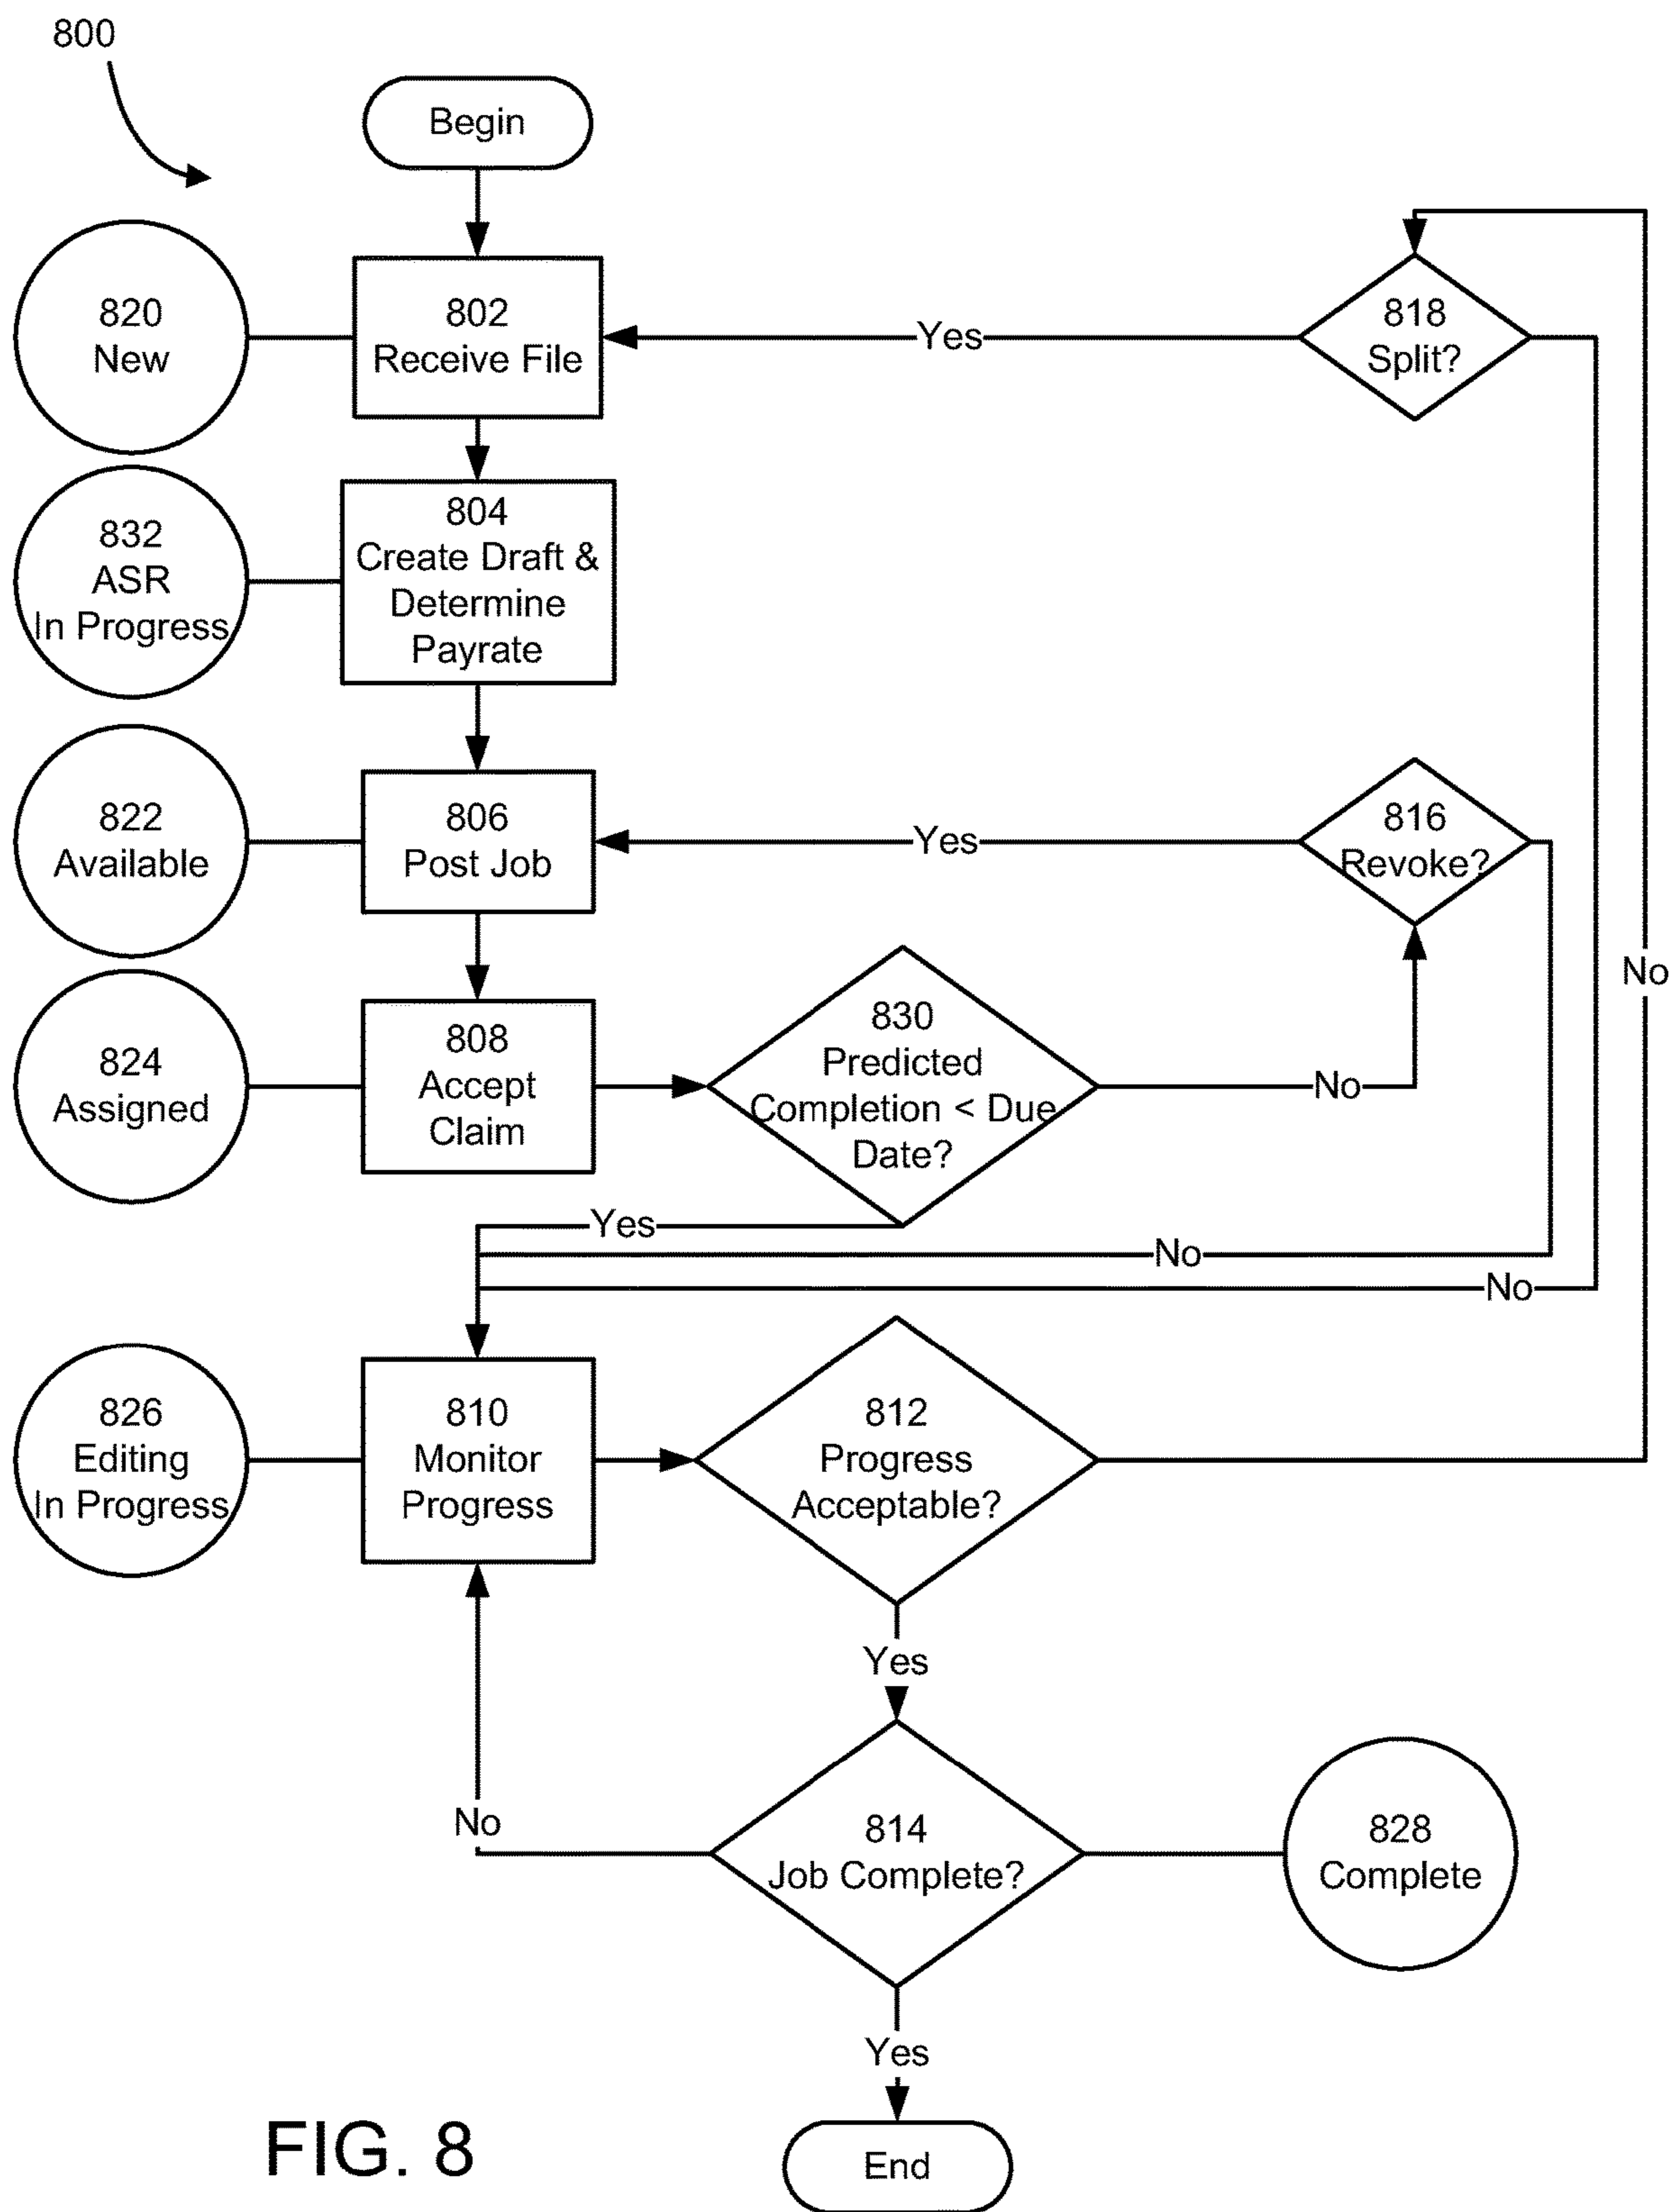 800
Begin
820
New
802
Receive File
Yes
818
Split?
832
ASR
In Progress
804
Create Draft &
Determine
Payrate
822
Available
806
Post Job
Yes
816
Revoke?
No
824
Assigned
808
Accept
Claim
830
Predicted
Completion < Due
Date?
No
Yes
No
No
826
Editing
In Progress
810
Monitor
Progress
812
Progress
Acceptable?
Yes
No
814
Job Complete?
828
Complete
Yes
End
FIG. 8